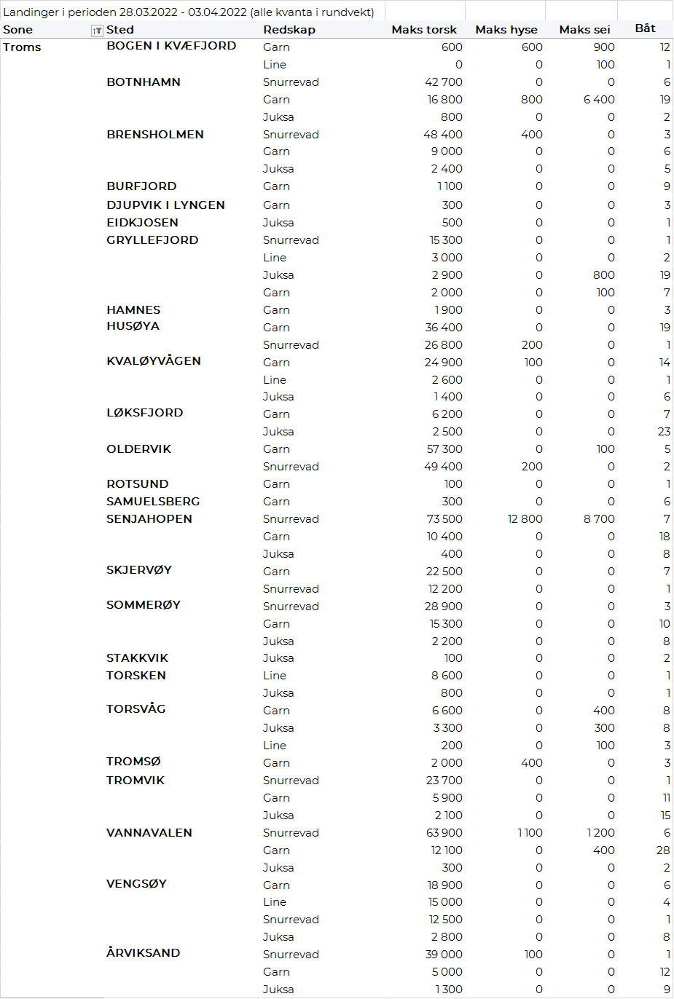 Landinger i perioden 28.03.2022 - 03.04.2022 (alle kvanta i rundvekt)
Sone Sted Redskap Maks torsk Maks hyse Maks sei Båt
Troms BOGEN I KVÆFJORD Garn 600 600 900 12
Line 0 0 100 1
BOTNHAMN Snurrevad 42 700 0 0 6
Garn 16 800 800 6 400 19
Juksa 800 0 0 2
BRENSHOLMEN Snurrevad 48 400 400 0 3
Garn 9 000 0 0 6
Juksa 2 400 0 0 5
BURFJORD Garn 1 100 0 0 9
DJUPVIK I LYNGEN Garn 300 0 0 3
EIDKJOSEN Juksa 500 0 0 1
GRYLLEFJORD Snurrevad 15 300 0 0 1
Line 3 000 0 0 2
Juksa 2 900 0 800 19
Garn 2 000 0 100 7
HAMNES Garn 1 900 0 0 3
HUSØYA Garn 36 400 0 0 19
Snurrevad 26 800 200 0 1
KVALØYVÅGEN Garn 24 900 100 0 14
Line 2 600 0 0 1
Juksa 1 400 0 0 6
LØKSFJORD Garn 6 200 0 0 7
Juksa 2 500 0 0 23
OLDERVIK Garn 57 300 0 100 5
Snurrevad 49 400 200 0 2
ROTSUND Garn 100 0 0 1
SAMUELSBERG Garn 300 0 0 6
SENJAHOPEN Snurrevad 73 500 12 800 8 700 7
Garn 10 400 0 0 18
Juksa 400 0 0 8
SKJERVØY Garn 22 500 0 0 7
Snurrevad 12 200 0 0 1
SOMMERØY Snurrevad 28 900 0 0 3
Garn 15 300 0 0 10
Juksa 2 200 0 0 8
STAKKVIK Juksa 100 0 0 2
TORSKEN Line 8 600 0 0 1
Juksa 800 0 0 1
TORSVÅG Garn 6 600 0 400 8
Juksa 3 300 0 300 8
Line 200 0 100 3
TROMSØ Garn 2 000 400 0 3
TROMVIK Snurrevad 23 700 0 0 1
Garn 5 900 0 0 11
Juksa 2 100 0 0 15
VANNAVALEN Snurrevad 63 900 1 100 1 200 6
Garn 12 100 0 400 28
Juksa 300 0 0 2
VENGSØY Garn 18 900 0 0 6
Line 15 000 0 0 4
Snurrevad 12 500 0 0 1
Juksa 2 800 0 0 8
ÅRVIKSAND Snurrevad 39 000 100 0 1
Garn 5 000 0 0 12
Juksa 1 300 0 0 9